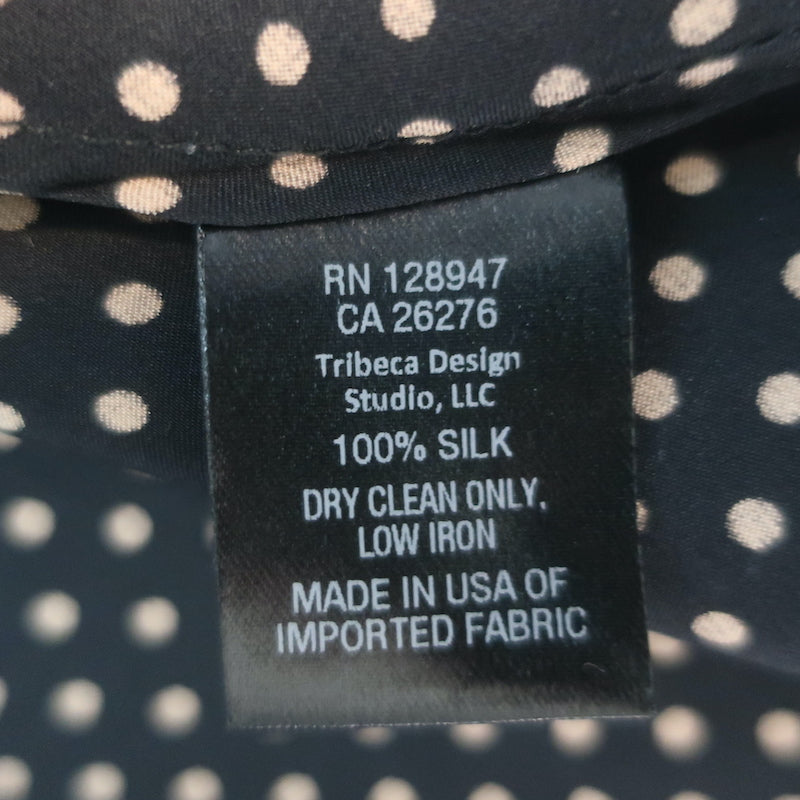 RN 128947
CA 26276
Tribeca Design
Studio, LLC
100% SILK
DRY CLEAN ONLY,
LOW IRON
MADE IN USA OF
IMPORTED FABRIC